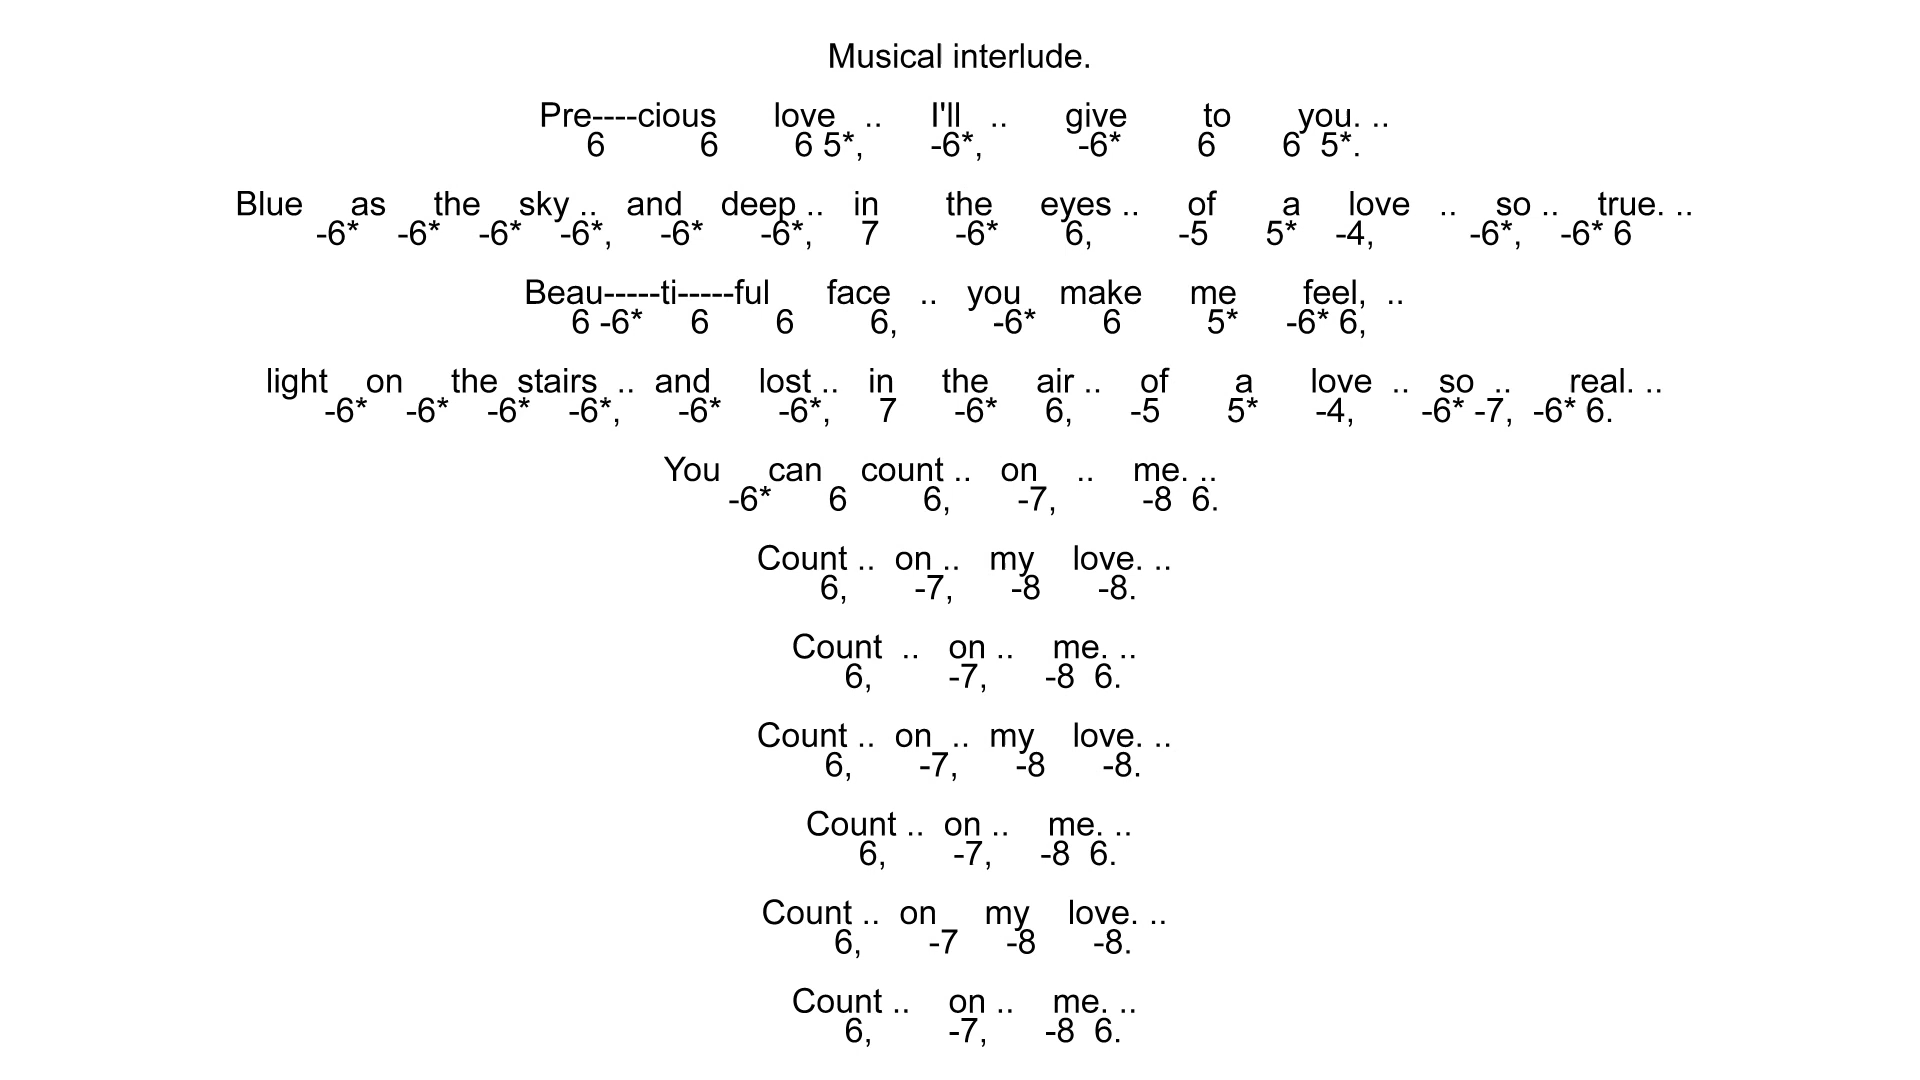 Musical interlude.
Pre----cious love .. I'll .. give to you. ..
6 6 6 5*, -6*, -6* 6 6 5*.
Blue as the sky .. and deep .. in the eyes .. of a love .. so .. true. ..
-6* -6* -6* -6*, -6* -6*, 7 -6* 6, -5 5* -4, -6*, -6* 6
Beau-----ti-----ful face .. you make me feel, ..
6 -6* 6 6 6, -6* 6 5* -6* 6,
light on the stairs .. and lost .. in the air .. of a love .. so .. real. ..
-6* -6* -6* -6*, -6* -6*, 7 -6* 6, -5 5* -4, -6* -7, -6* 6.
You can count .. on .. me. ..
-6* 6 6, -7, -8 6.
Count .. on .. my love. ..
6, -7, -8 -8.
Count .. on .. me. ..
6, -7, -8 6.
Count .. on .. my love. ..
6, -7, -8 -8.
Count .. on .. me. ..
6, -7, -8 6.
Count .. on my love. ..
6, -7 -8 -8.
Count .. on .. me. ..
6, -7, -8 6.